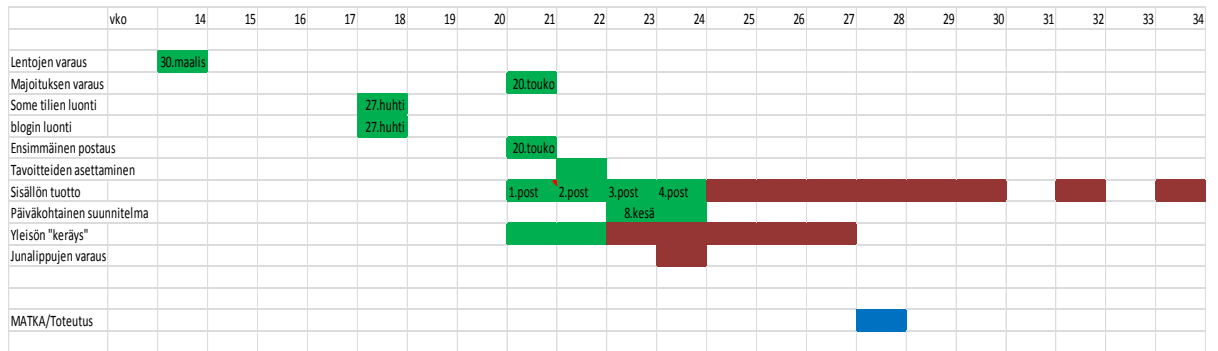 vko 14 15 16 17 18 19 20 21 22 23 24 25 26 27 28 29 30 31 32 33 34
Lentojen varaus 30.maalis
Majoituksen varaus 20.touko
Some tilien luonti 27.huhti
blogin luonti 27.huhti
Ensimmäinen postaus 20.touko
Tavoitteiden asettaminen
Sisällön tuotto 1.post 2.post 3.post 4.post
Päiväkohtainen suunnitelma 8.kesä
Yleisön "keräys"
Junalippujen varaus
MATKA/Toteutus